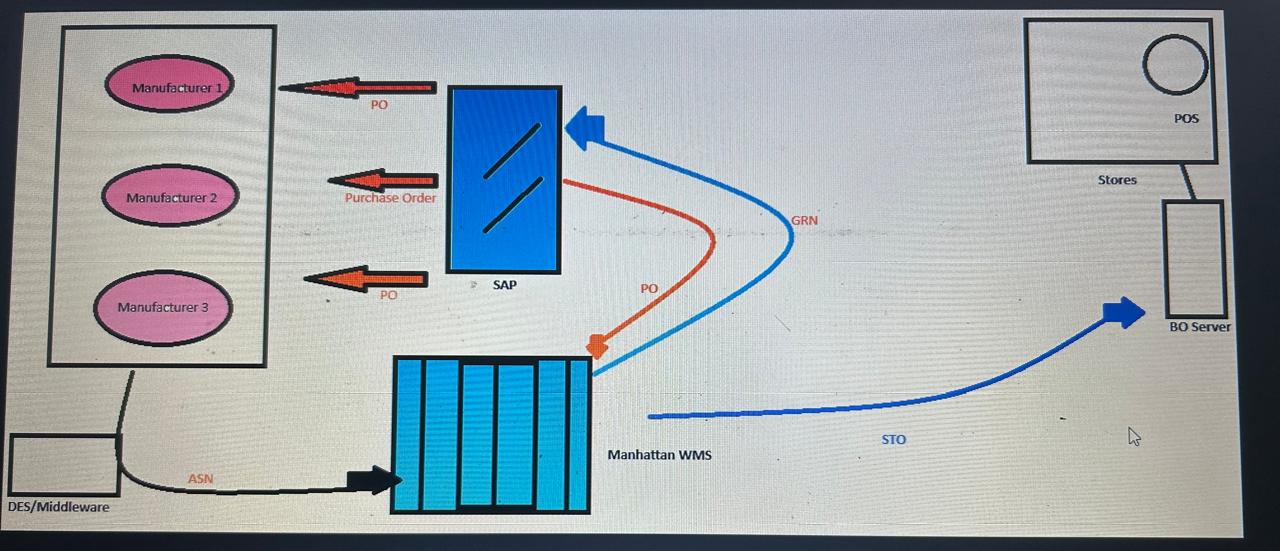 Manufacturer 1
Manufacturer 2
Manufacturer 3
PO
Purchase Order
PO
SAP
GRN
PO
POS
Stores
BO Server
STO
Manhattan WMS
ASN
DES/Middleware